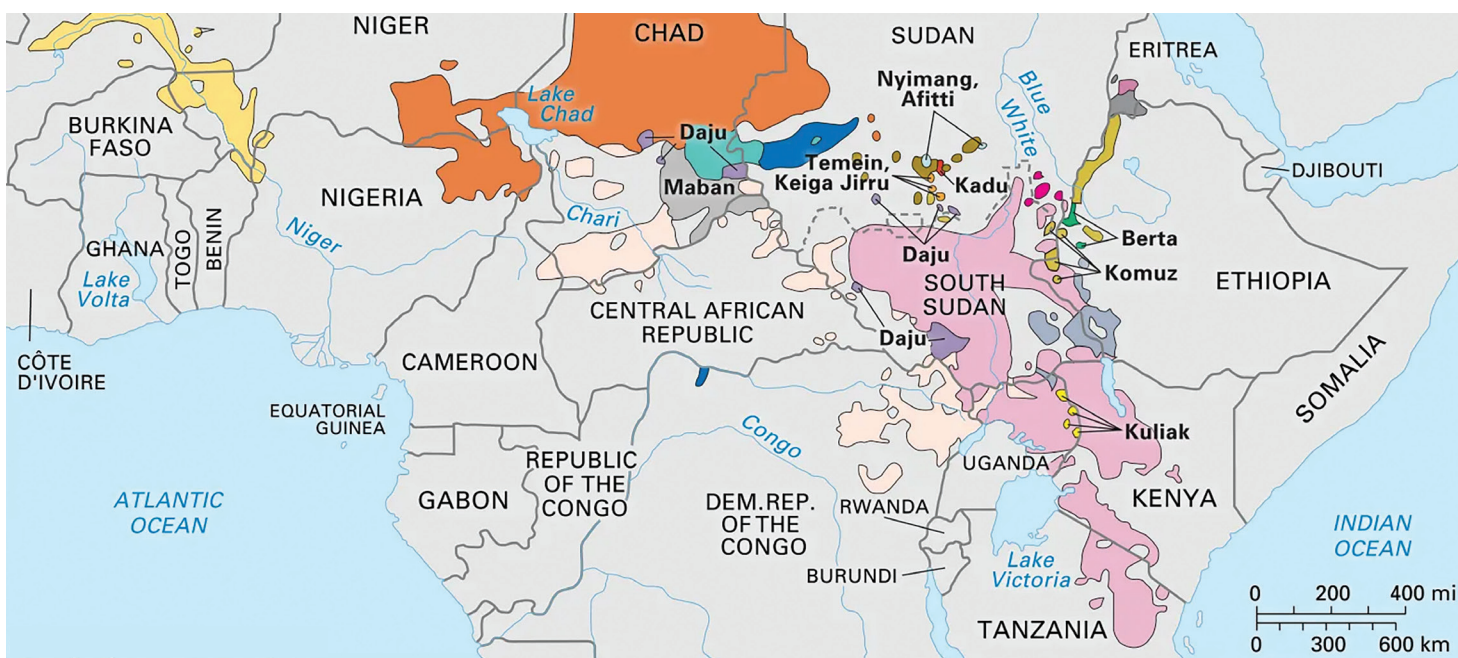 NIGER
CHAD
SUDAN
ERITREA
Nyimang,
Afitti
Blue
White
Lake
Chad
BURKINA
FASO
Daju
DJIBOUTI
Temein,
Keiga Jirru
Kadu
Maban
NIGERIA
Chari
Niger
GHANA
TOGO
BENIN
Berta
Daju
Komuz
Lake
Volta
SOUTH
SUDAN
ETHIOPIA
CENTRAL AFRICAN
REPUBLIC
Daju
CÔTE
D'IVOIRE
CAMEROON
SOMALIA
EQUATORIAL
GUINEA
Congo
Kuliak
REPUBLIC
OF THE
CONGO
UGANDA
ATLANTIC
OCEAN
GABON
DEM.REP.
OF THE
CONGO
RWANDA
KENYA
INDIAN
OCEAN
Lake
Victoria
BURUNDI
TANZANIA
0 200 400 mi
0 300 600 km